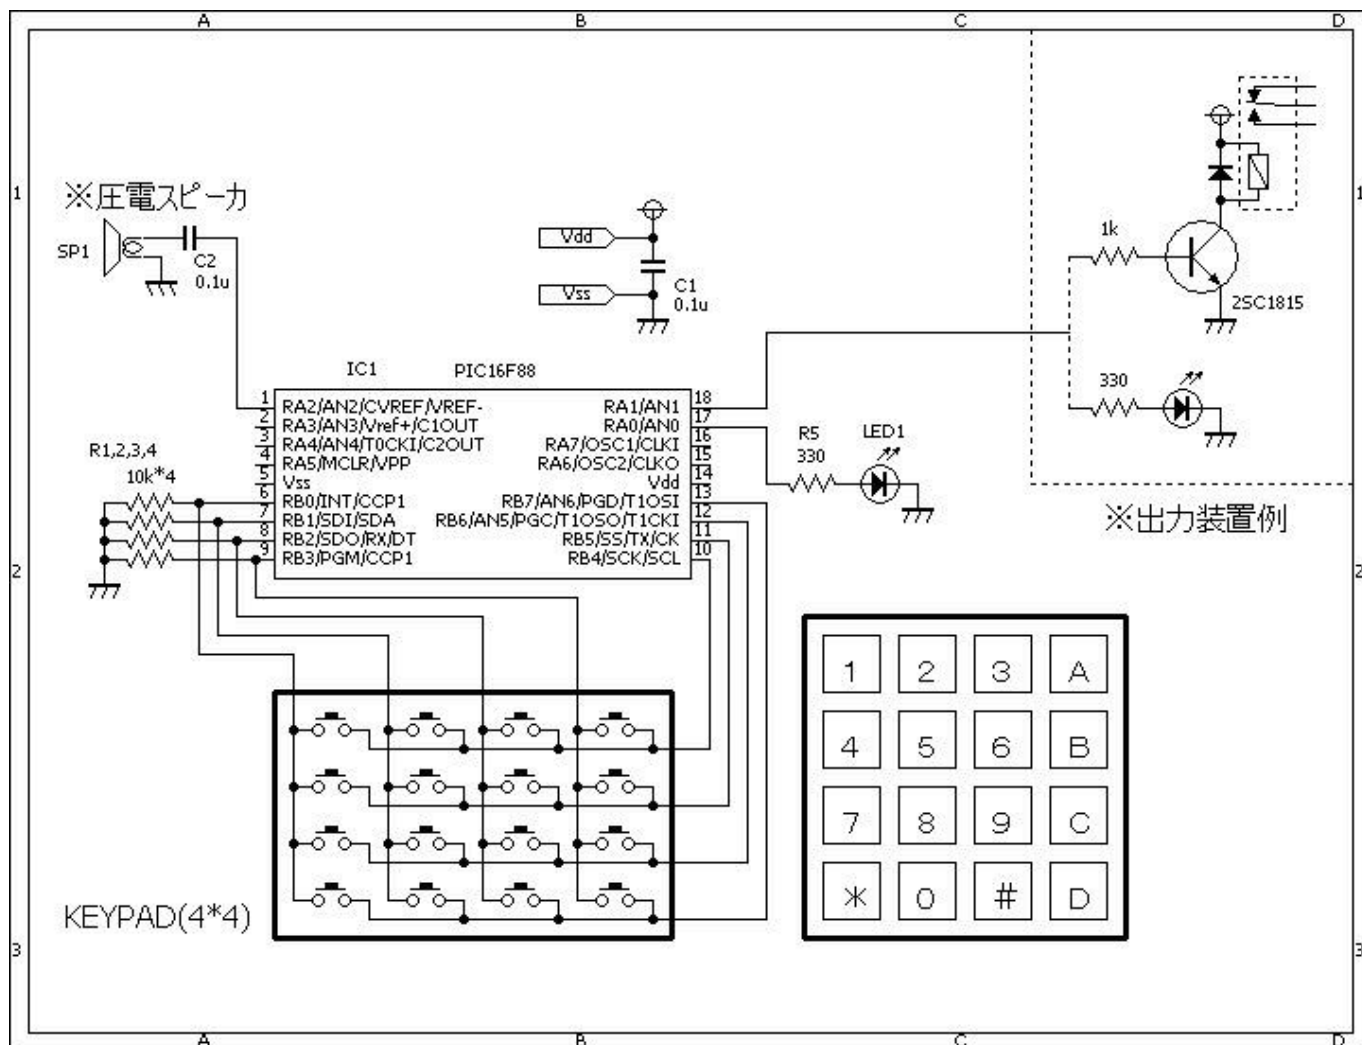 A B C D
1 1
※圧電スピーカ
SP1
C2
0.1u
Vdd
Vss
C1
0.1u
1k
2SC1815
330
※出力装置例
IC1 PIC16F88
1 RA2/AN2/CVREF/VREF- RA1/AN1 18
2 RA3/AN3/Vref+/C1OUT RA0/AN0 17
3 RA4/AN4/T0CKI/C2OUT RA7/OSC1/CLKI 16
4 RA5/MCLR/VPP RA6/OSC2/CLKO 15
5 Vss Vdd 14
6 RB0/INT/CCP1 RB7/AN6/PGD/T1OSI 13
7 RB1/SDI/SDA RB6/AN5/PGC/T1OSO/T1CKI 12
8 RB2/SDO/RX/DT RB5/SS/TX/CK 11
9 RB3/PGM/CCP1 RB4/SCK/SCL 10
R1,2,3,4
10k*4
R5
330
LED1
2 2
1 2 3 A
4 5 6 B
7 8 9 C
* 0 # D
KEYPAD(4*4)
3 3
A B C D